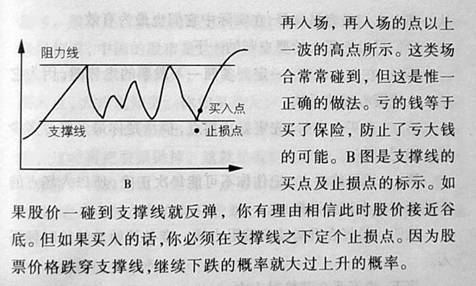 阻力线
买入点
支撑线
止损点
B
再入场，再入场的点以上
一波的高点所示。这类场
合常常碰到，但这是惟一
正确的做法。亏的钱等于
买了保险，防止了亏大钱
的可能。B图是支撑线的
买点及止损点的标示。如
果股价一碰到支撑线就反弹，你有理由相信此时股价接近谷
底。但如果买入的话，你必须在支撑线之下定个止损点。因为股
票价格跌穿支撑线，继续下跌的概率就大过上升的概率。